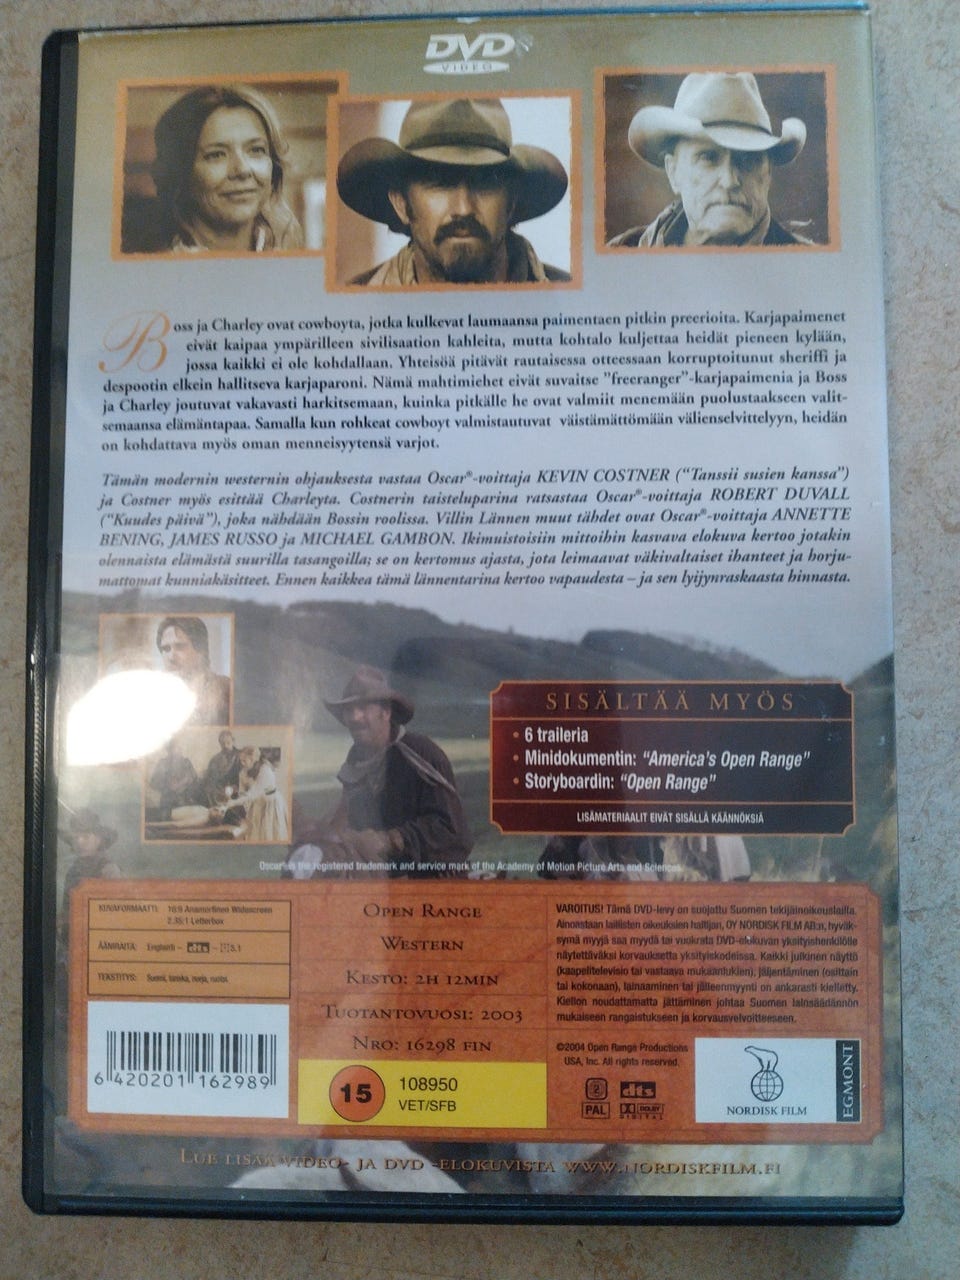 DVD
VIDEO
Boss ja Charley ovat cowboyta, jotka kulkevat laumaansa paimentaen pitkin preerioita. Karjapaimenet
eivät kaipaa ympärilleen sivilisaation kahleita, mutta kohtalo kuljettaa heidät pieneen kylään,
jossa kaikki ei ole kohdallaan. Yhteisöä pitävät rautaisessa otteessaan korruptoitunut sheriffi ja
despootin elkein hallitseva karjaparoni. Nämä mahtimiehet eivät suvaitse "freeranger"-karjapaimenia ja Boss
ja Charley joutuvat vakavasti harkitsemaan, kuinka pitkälle he ovat valmiit menemään puolustaakseen valit-
semaansa elämäntapaa. Samalla kun rohkeat cowboyt valmistautuvat väistämättömään välienselvittelyyn, heidän
on kohdattava myös oman menneisyytensä varjot.
Tämän modernin westernin ohjauksesta vastaa Oscar®-voittaja KEVIN COSTNER ("Tanssii susien kanssa")
ja Costner myös esittää Charleyta. Costnerin taisteluparina ratsastaa Oscar®-voittaja ROBERT DUVALL
("Kuudes päivä"), joka nähdään Bossin roolissa. Villin Lännen muut tähdet ovat Oscar®-voittaja ANNETTE
BENING, JAMES RUSSO ja MICHAEL GAMBON. Ikimuistoisiin mittoihin kasvava elokuva kertoo jotakin
olennaista elämästä suurilla tasangoilla; se on kertomus ajasta, jota leimaavat väkivaltaiset ihanteet ja horju-
mattomat kunniakäsitteet. Ennen kaikkea tämä lännentarina kertoo vapaudesta – ja sen lyijynraskaasta hinnasta.
SISÄLTÄÄ MYÖS
• 6 traileria
• Minidokumentin: "America's Open Range"
• Storyboardin: "Open Range"
LISÄMATERIAALIT EIVÄT SISÄLLÄ KÄÄNNÖKSIÄ
Oscar® is the registered trademark and service mark of the Academy of Motion Picture Arts and Sciences.
KUVAFORMAATTI: 16:9 Anamorfinen Widescreen
2.35:1 Letterbox
ÄÄNIRAITA: Englanti – dts – 5.1
TEKSTITYS: Suomi, tanska, norja, ruotsi
6 420201 162989
OPEN RANGE
WESTERN
KESTO: 2H 12MIN
TUOTANTOVUOSI: 2003
NRO: 16298 FIN
15
108950
VET/SFB
VAROITUS! Tämä DVD-levy on suojattu Suomen tekijäinoikeuslailla.
Ainoastaan laillisten oikeuksien haltijan, OY NORDISK FILM AB:n, hyväk-
symä myyjä saa myydä tai vuokrata DVD-elokuvan yksityishenkilölle
näytettäväksi korvauksetta yksityiskodeissa. Kaikki julkinen näyttö
(kaapelitelevisio tai vastaava mukaantukien), jäljentäminen (osittain
tai kokonaan), lainaaminen tai jälleenmyynti on ankarasti kielletty.
Kiellon noudattamatta jättäminen johtaa Suomen lainsäädännön
mukaiseen rangaistukseen ja korvausvelvoitteeseen.
©2004 Open Range Productions
USA, Inc. All rights reserved.
2
dts
PAL
DOLBY
DIGITAL
NORDISK FILM
EGMONT
LUE LISÄÄ VIDEO- JA DVD -ELOKUVISTA WWW.NORDISKFILM.FI